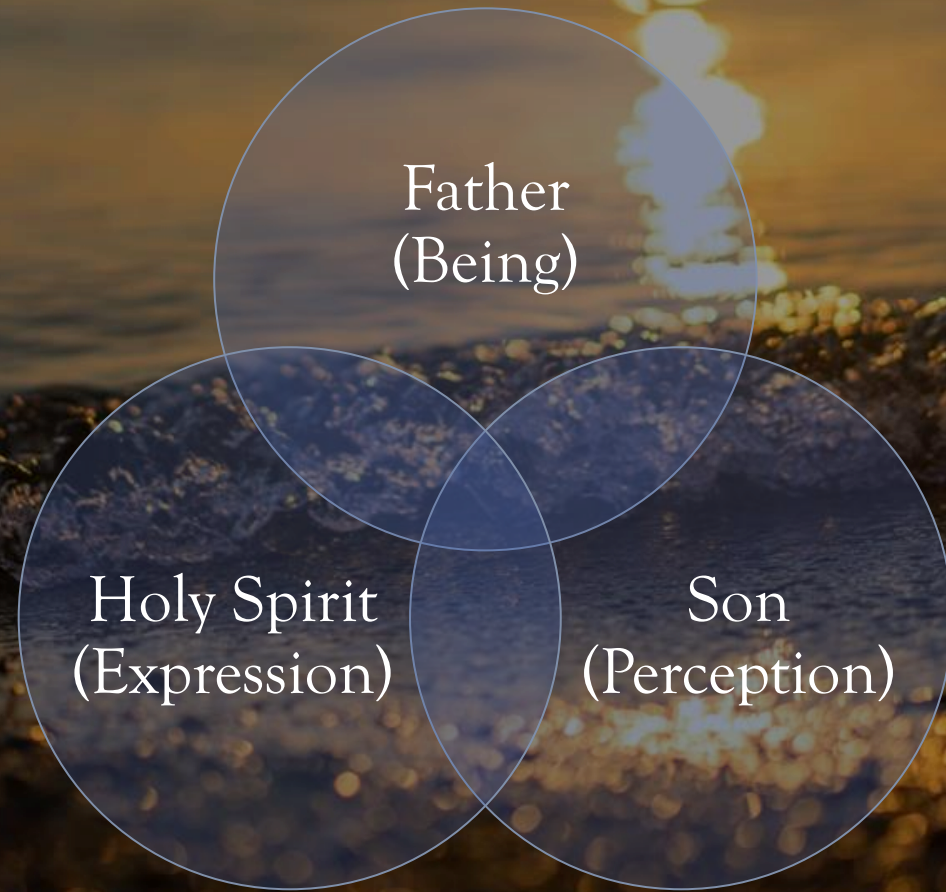 Father
(Being)
Holy Spirit
(Expression)
Son
(Perception)